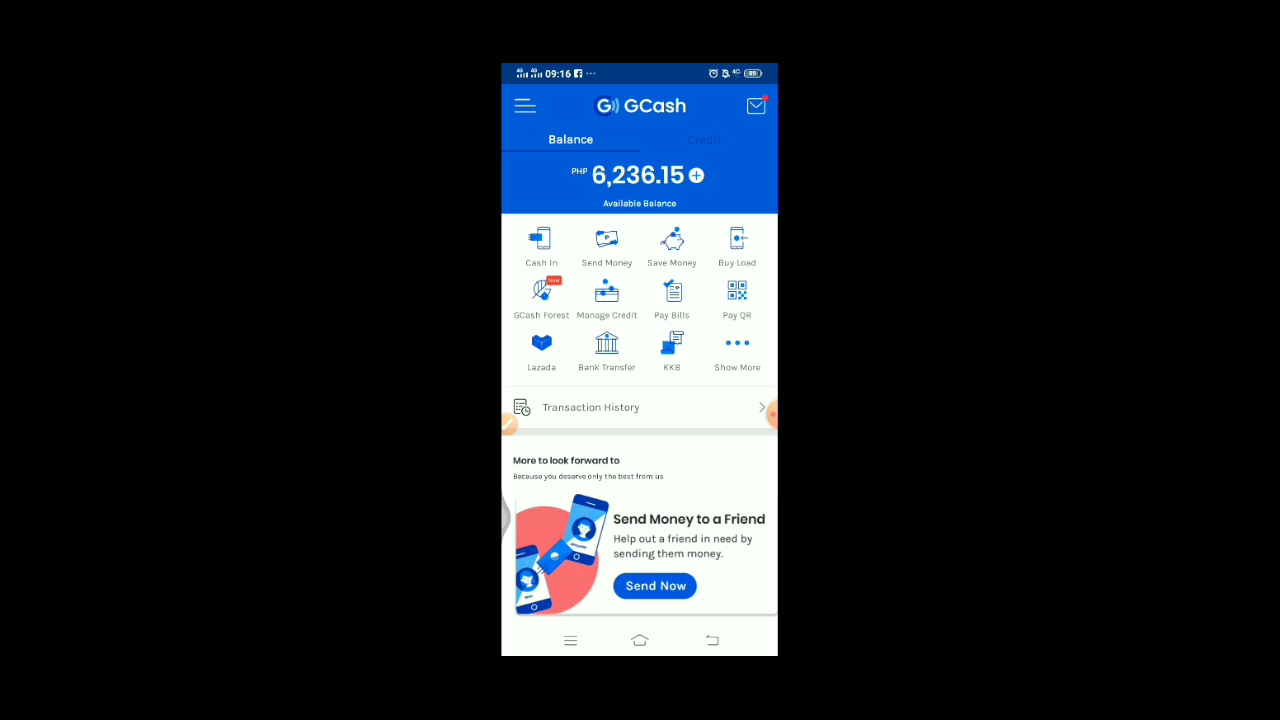 09:16
GCash
Balance Credit
PHP 6,236.15
Available Balance
Cash In Send Money Save Money Buy Load
New
GCash Forest Manage Credit Pay Bills Pay QR
Lazada Bank Transfer KKB Show More
Transaction History
More to look forward to
Because you deserve only the best from us
Send Money to a Friend
Help out a friend in need by
sending them money.
Send Now